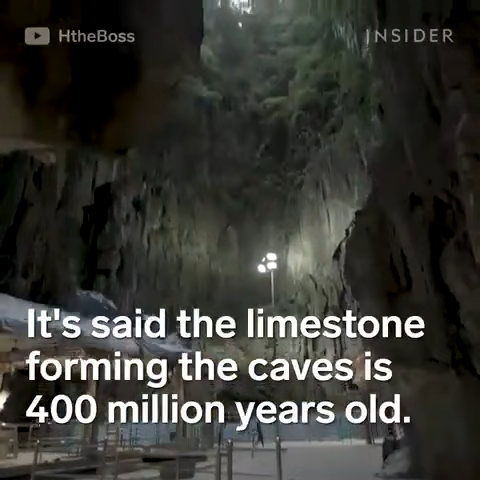 HtheBoss
INSIDER
It's said the limestone
forming the caves is
400 million years old.